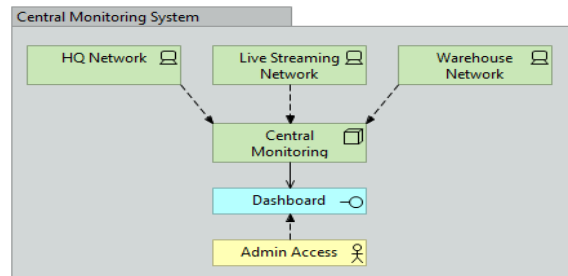 Central Monitoring System
HQ Network
Live Streaming
Network
Warehouse
Network
Central
Monitoring
Dashboard
Admin Access